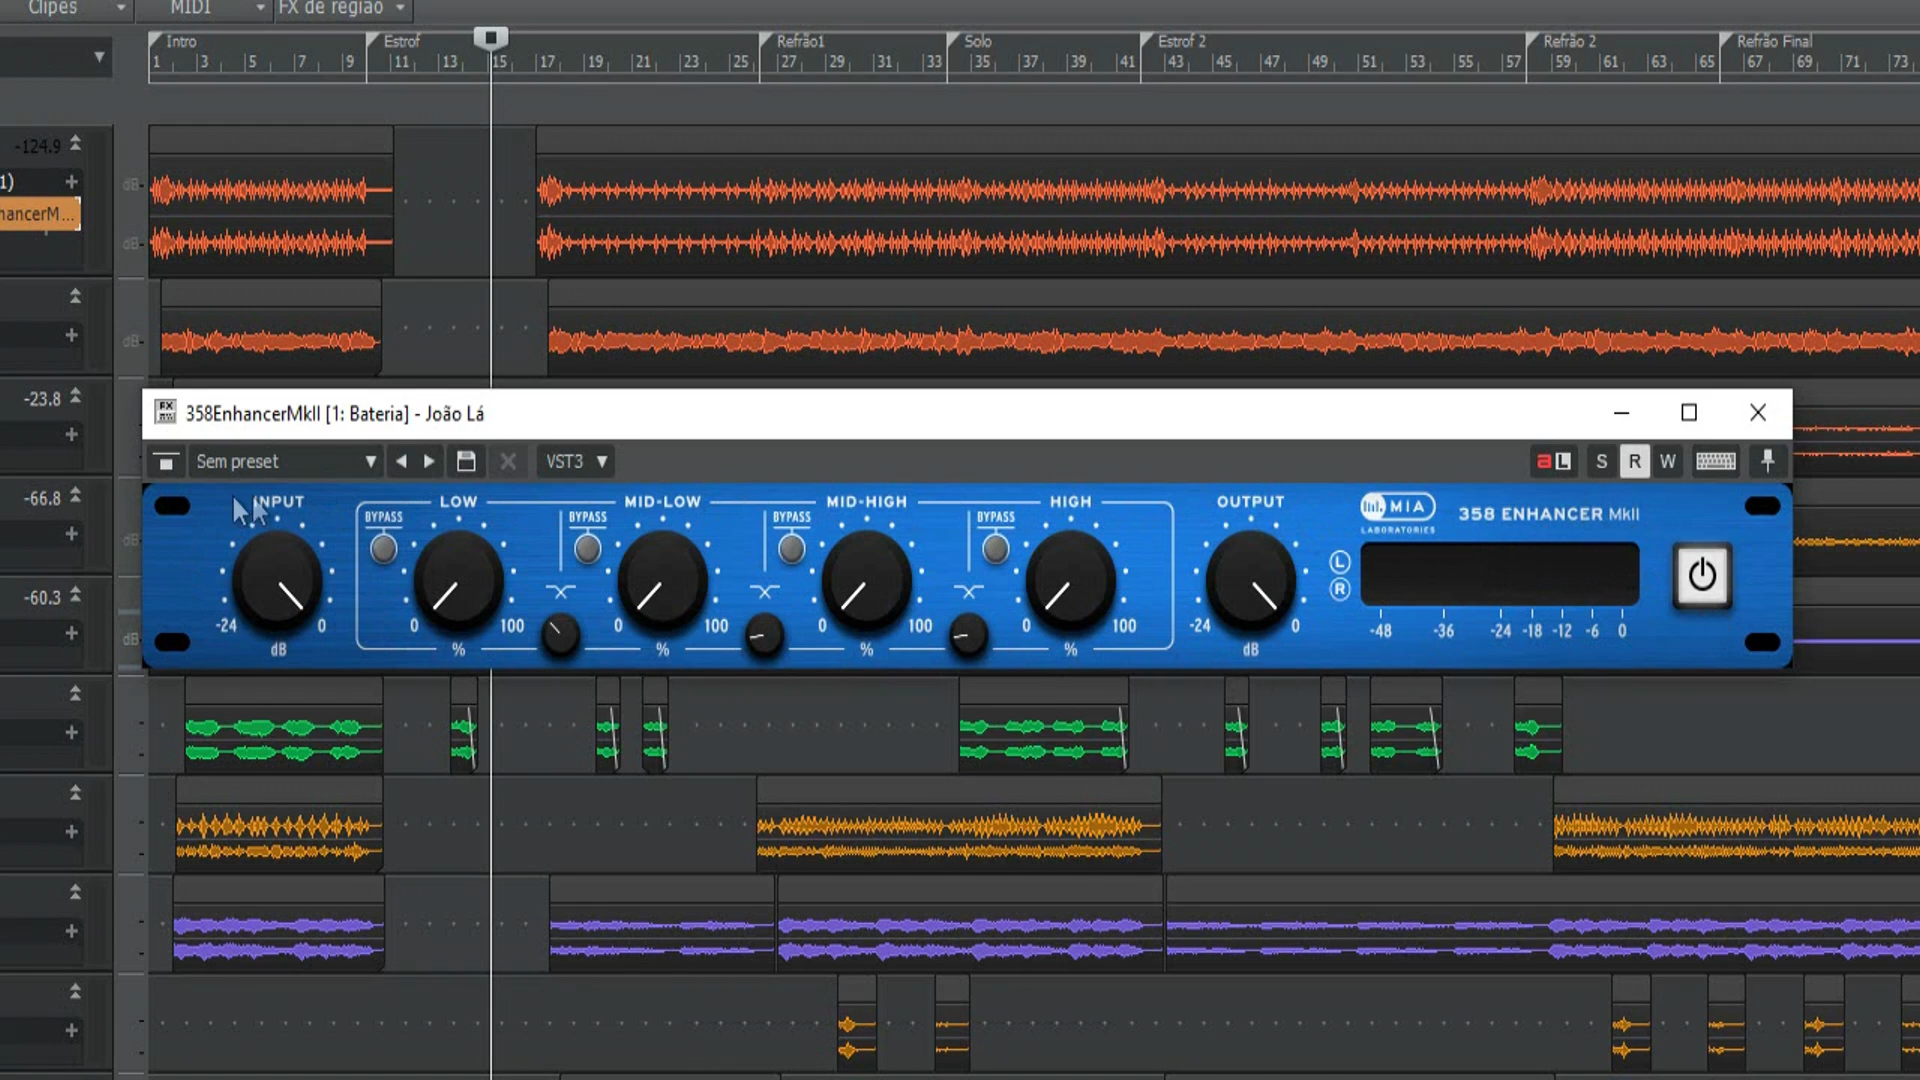 Clipes MIDI FX de região
Intro Estrof Refrão1 Solo Estrof 2 Refrão 2 Refrão Final
1 3 5 7 9 11 13 15 17 19 21 23 25 27 29 31 33 35 37 39 41 43 45 47 49 51 53 55 57 59 61 63 65 67 69 71 73
-124.9
1)
dB-
hancerM...
dB-
dB-
-23.8
358EnhancerMkII [1: Bateria] - João Lá
FX
Sem preset VST3 a L S R W
-66.8
dB
-60.3
dB
INPUT LOW MID-LOW MID-HIGH HIGH OUTPUT
BYPASS BYPASS BYPASS BYPASS
MIA
LABORATORIES
358 ENHANCER MkII
L
R
-24 0 0 100 0 100 0 100 0 100 -24 0
dB % % % % dB
-48 -36 -24 -18 -12 -6 0